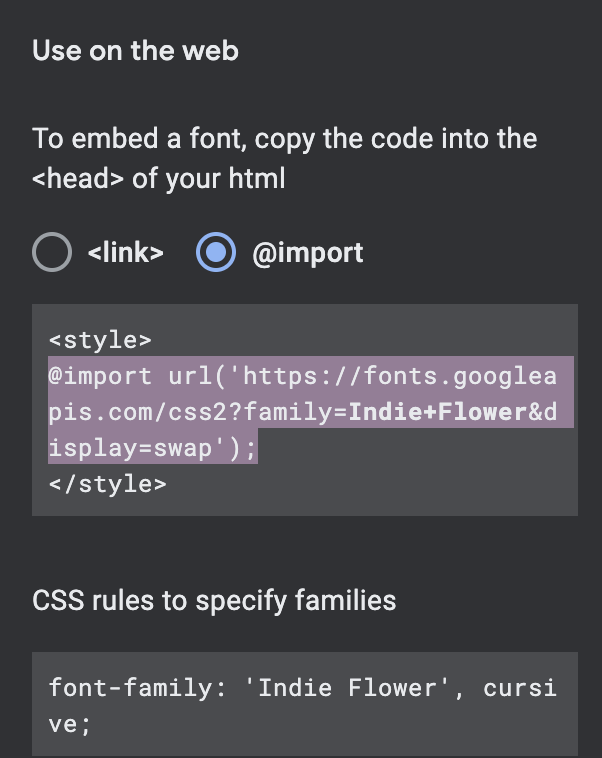 Use on the web
To embed a font, copy the code into the
<head> of your html
<link> @import
<style>
@import url('https://fonts.googlea
pis.com/css2?family=Indie+Flower&d
isplay=swap');
</style>
CSS rules to specify families
font-family: 'Indie Flower', cursi
ve;